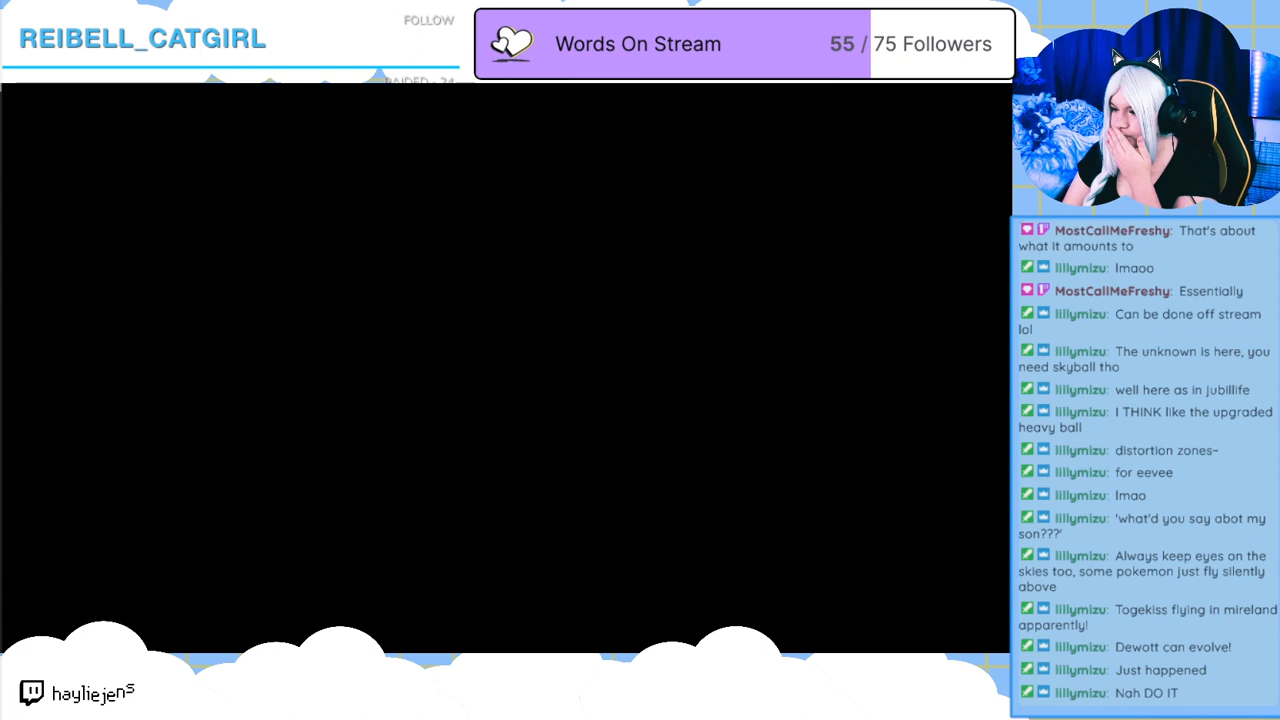 REIBELL_CATGIRL
FOLLOW
RAIDED - 24
Words On Stream 55 / 75 Followers
MostCallMeFreshy: That's about
what it amounts to
lillymizu: lmaoo
MostCallMeFreshy: Essentially
lillymizu: Can be done off stream
lol
lillymizu: The unknown is here, you
need skyball tho
lillymizu: well here as in jubillife
lillymizu: I THINK like the upgraded
heavy ball
lillymizu: distortion zones~
lillymizu: for eevee
lillymizu: lmao
lillymizu: 'what'd you say abot my
son???'
lillymizu: Always keep eyes on the
skies too, some pokemon just fly silently
above
lillymizu: Togekiss flying in mireland
apparently!
lillymizu: Dewott can evolve!
lillymizu: Just happened
lillymizu: Nah DO IT
hayliejens